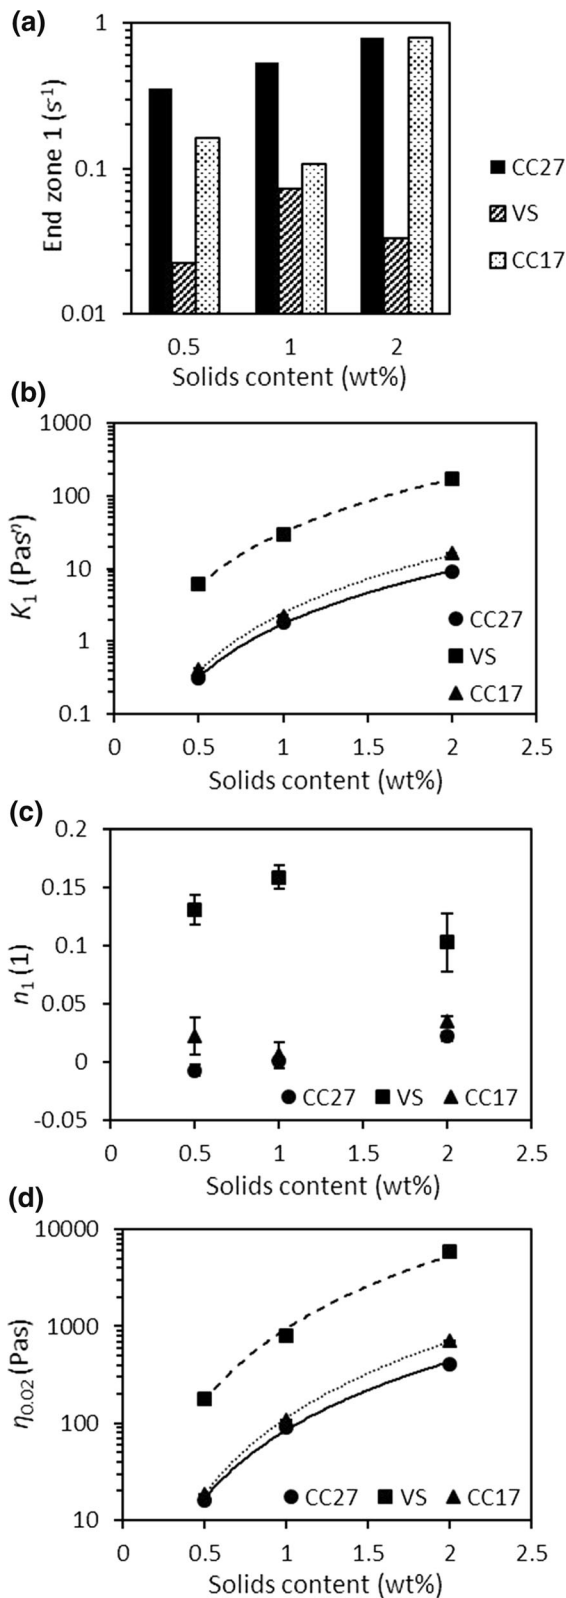 (a)
End zone 1 (s⁻¹)
1
0.1
0.01
0.5 1 2
Solids content (wt%)
CC27
VS
CC17
(b)
K₁ (Pasⁿ)
1000
100
10
1
0.1
0 0.5 1 1.5 2 2.5
Solids content (wt%)
CC27
VS
CC17
(c)
n₁ (1)
0.2
0.15
0.1
0.05
0
-0.05
CC27 VS CC17
0 0.5 1 1.5 2 2.5
Solids content (wt%)
(d)
η₀.₀₂ (Pas)
10000
1000
100
10
CC27 VS CC17
0 0.5 1 1.5 2 2.5
Solids content (wt%)